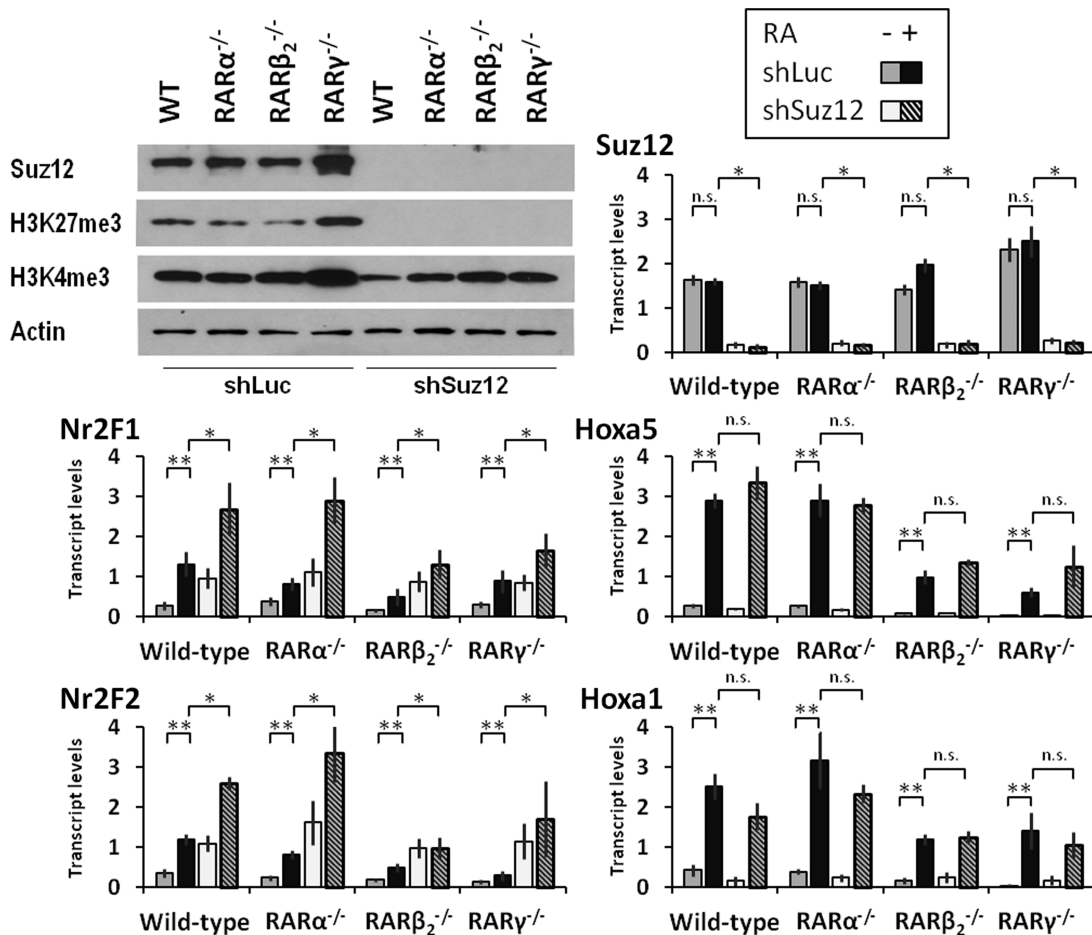 WT RARα-/- RARβ2-/- RARγ-/- WT RARα-/- RARβ2-/- RARγ-/-
Suz12
H3K27me3
H3K4me3
Actin
shLuc shSuz12
RA - +
shLuc
shSuz12
Suz12
Transcript levels
4
3
2
1
0
n.s. * n.s. * n.s. * n.s. *
Wild-type RARα-/- RARβ2-/- RARγ-/-
Nr2F1
Transcript levels
4
3
2
1
0
** * ** * ** * ** *
Wild-type RARα-/- RARβ2-/- RARγ-/-
Hoxa5
Transcript levels
4
3
2
1
0
** n.s. ** n.s. ** n.s. ** n.s.
Wild-type RARα-/- RARβ2-/- RARγ-/-
Nr2F2
Transcript levels
4
3
2
1
0
** * ** * ** * ** *
Wild-type RARα-/- RARβ2-/- RARγ-/-
Hoxa1
Transcript levels
4
3
2
1
0
** n.s. ** n.s. ** n.s. ** n.s.
Wild-type RARα-/- RARβ2-/- RARγ-/-